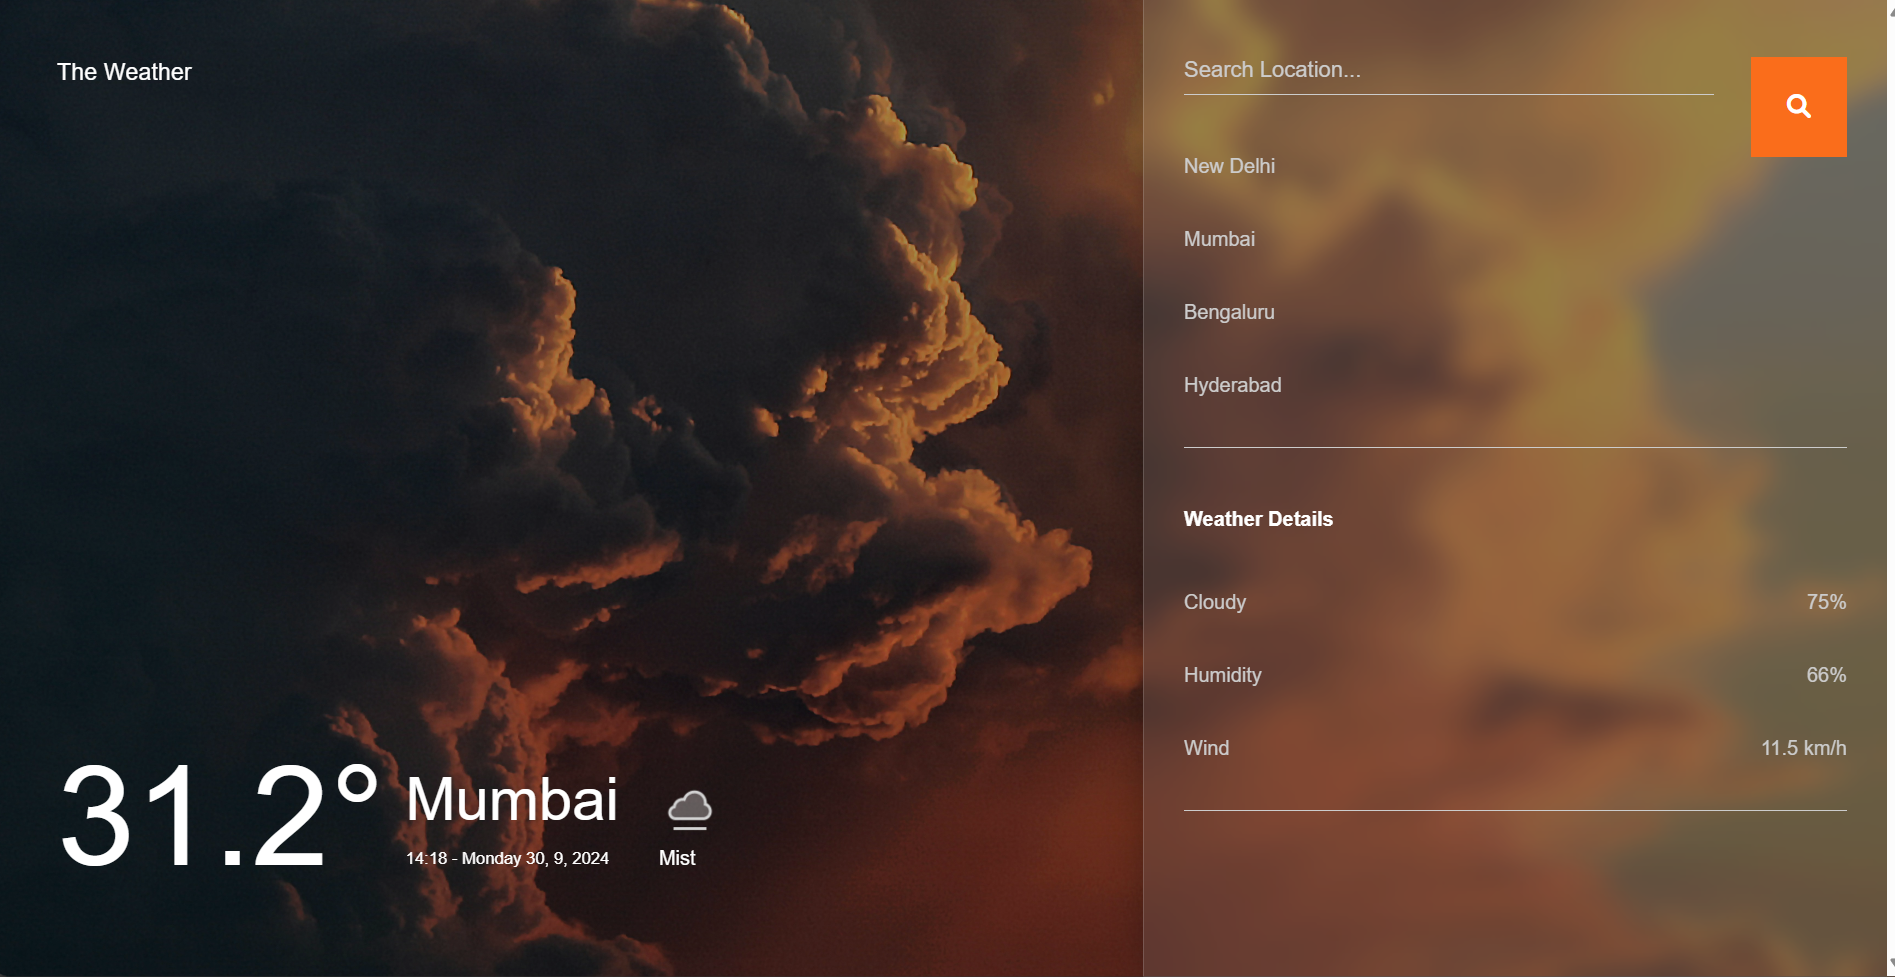 The Weather
31.2°
Mumbai
14:18 - Monday 30, 9, 2024
Mist
Search Location...
New Delhi
Mumbai
Bengaluru
Hyderabad
Weather Details
Cloudy 75%
Humidity 66%
Wind 11.5 km/h